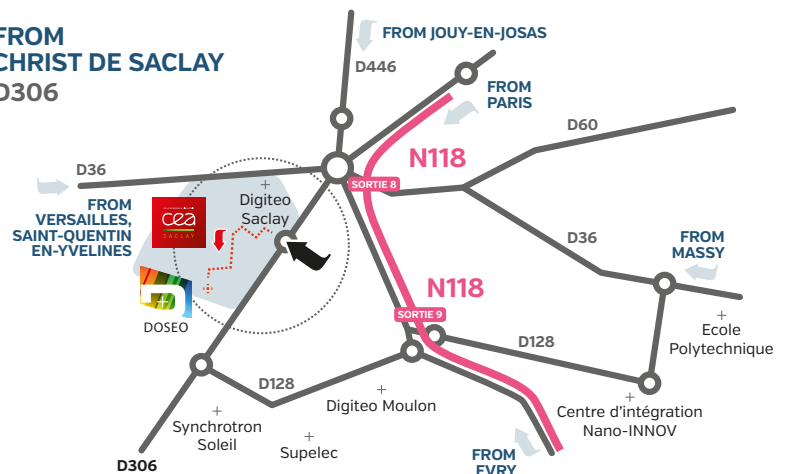 FROM
CHRIST DE SACLAY
D306
FROM JOUY-EN-JOSAS
D446
FROM
PARIS
D60
N118
D36
SORTIE 8
FROM
VERSAILLES,
SAINT-QUENTIN
EN-YVELINES
cea
SACLAY
Digiteo
Saclay
D36
FROM
MASSY
N118
SORTIE 9
DOSEO
D128
Ecole
Polytechnique
D128
Digiteo Moulon
Centre d'intégration
Nano-INNOV
Synchrotron
Soleil
Supelec
D306
FROM
EVRY